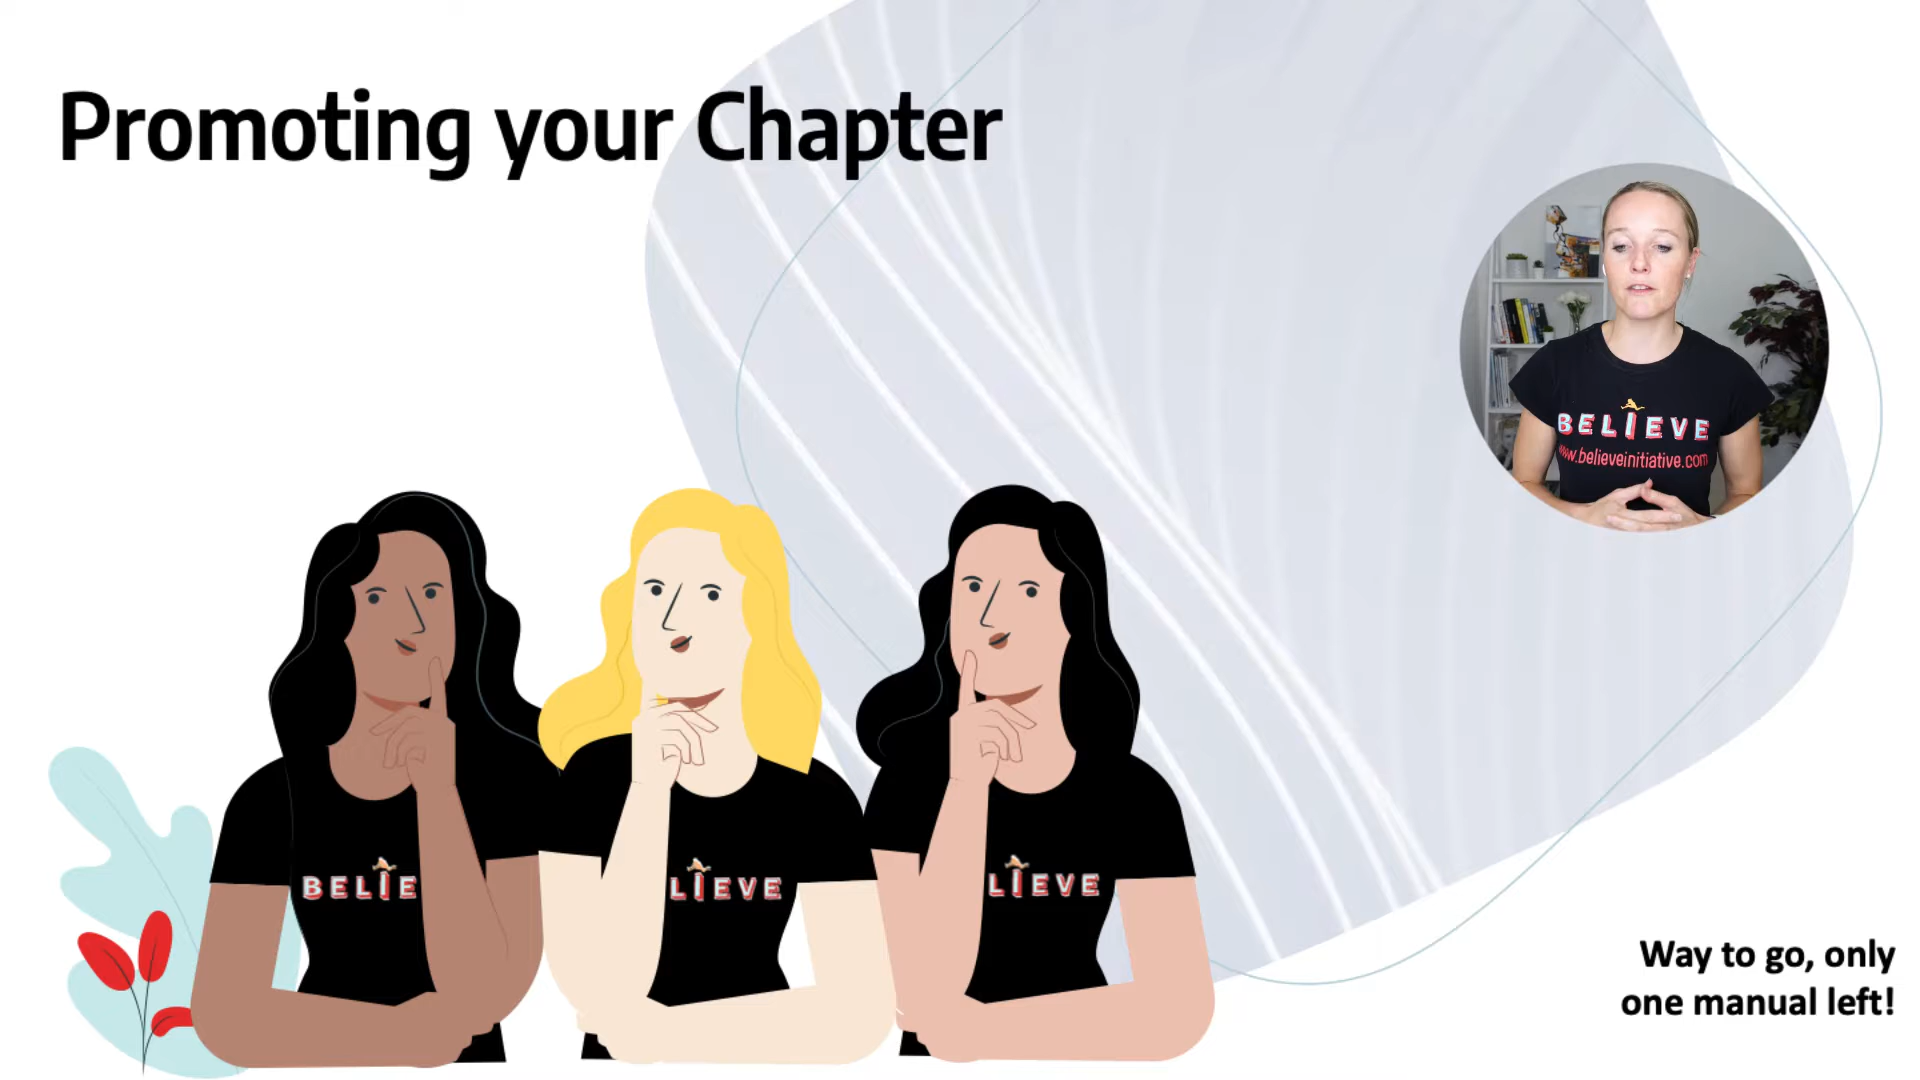 Promoting your Chapter
BELIEVE
www.believeinitiative.com
BELIE
LIEVE
LIEVE
Way to go, only
one manual left!